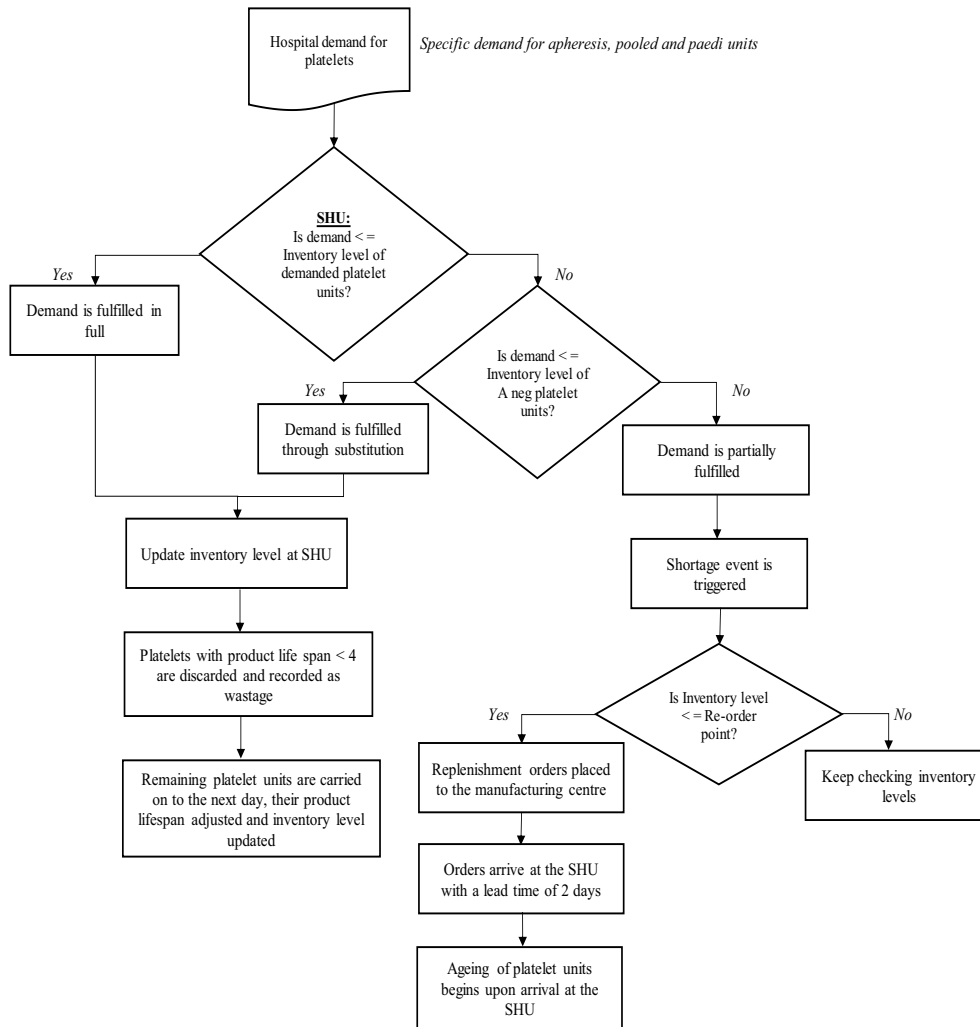 Hospital demand for
platelets
Specific demand for apheresis, pooled and paedi units
SHU:
Is demand < =
Inventory level of
demanded platelet
units?
Yes
No
Demand is fulfilled in
full
Is demand < =
Inventory level of
A neg platelet
units?
Yes
No
Demand is fulfilled
through substitution
Demand is partially
fulfilled
Update inventory level at SHU
Shortage event is
triggered
Platelets with product life span < 4
are discarded and recorded as
wastage
Is Inventory level
< = Re-order
point?
Yes
No
Remaining platelet units are carried
on to the next day, their product
lifespan adjusted and inventory level
updated
Replenishment orders placed
to the manufacturing centre
Keep checking inventory
levels
Orders arrive at the SHU
with a lead time of 2 days
Ageing of platelet units
begins upon arrival at the
SHU